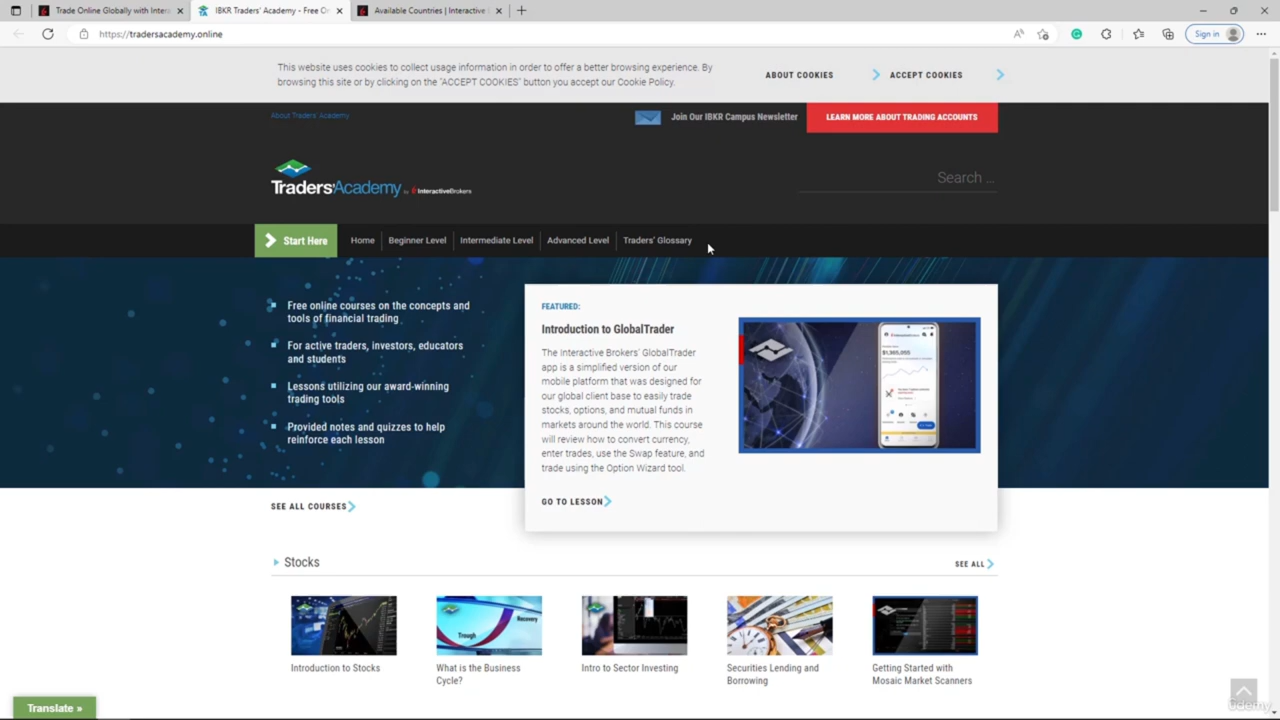 Trade Online Globally with Inter
IBKR Traders' Academy - Free On
Available Countries | Interactive
https://tradersacademy.online
Sign in
This website uses cookies to collect usage information in order to offer a better browsing experience. By
browsing this site or by clicking on the "ACCEPT COOKIES" button you accept our Cookie Policy.
ABOUT COOKIES
ACCEPT COOKIES
About Traders' Academy
Join Our IBKR Campus Newsletter
LEARN MORE ABOUT TRADING ACCOUNTS
Traders' Academy by InteractiveBrokers
Search ...
Start Here
Home
Beginner Level
Intermediate Level
Advanced Level
Traders' Glossary
Free online courses on the concepts and
tools of financial trading
For active traders, investors, educators
and students
Lessons utilizing our award-winning
trading tools
Provided notes and quizzes to help
reinforce each lesson
SEE ALL COURSES
FEATURED:
Introduction to GlobalTrader
The Interactive Brokers' GlobalTrader
app is a simplified version of our
mobile platform that was designed for
our global client base to easily trade
stocks, options, and mutual funds in
markets around the world. This course
will review how to convert currency,
enter trades, use the Swap feature, and
trade using the Option Wizard tool.
GO TO LESSON
Stocks
SEE ALL
Trough
Recovery
Introduction to Stocks
What is the Business
Cycle?
Intro to Sector Investing
Securities Lending and
Borrowing
Getting Started with
Mosaic Market Scanners
Translate »
Udemy